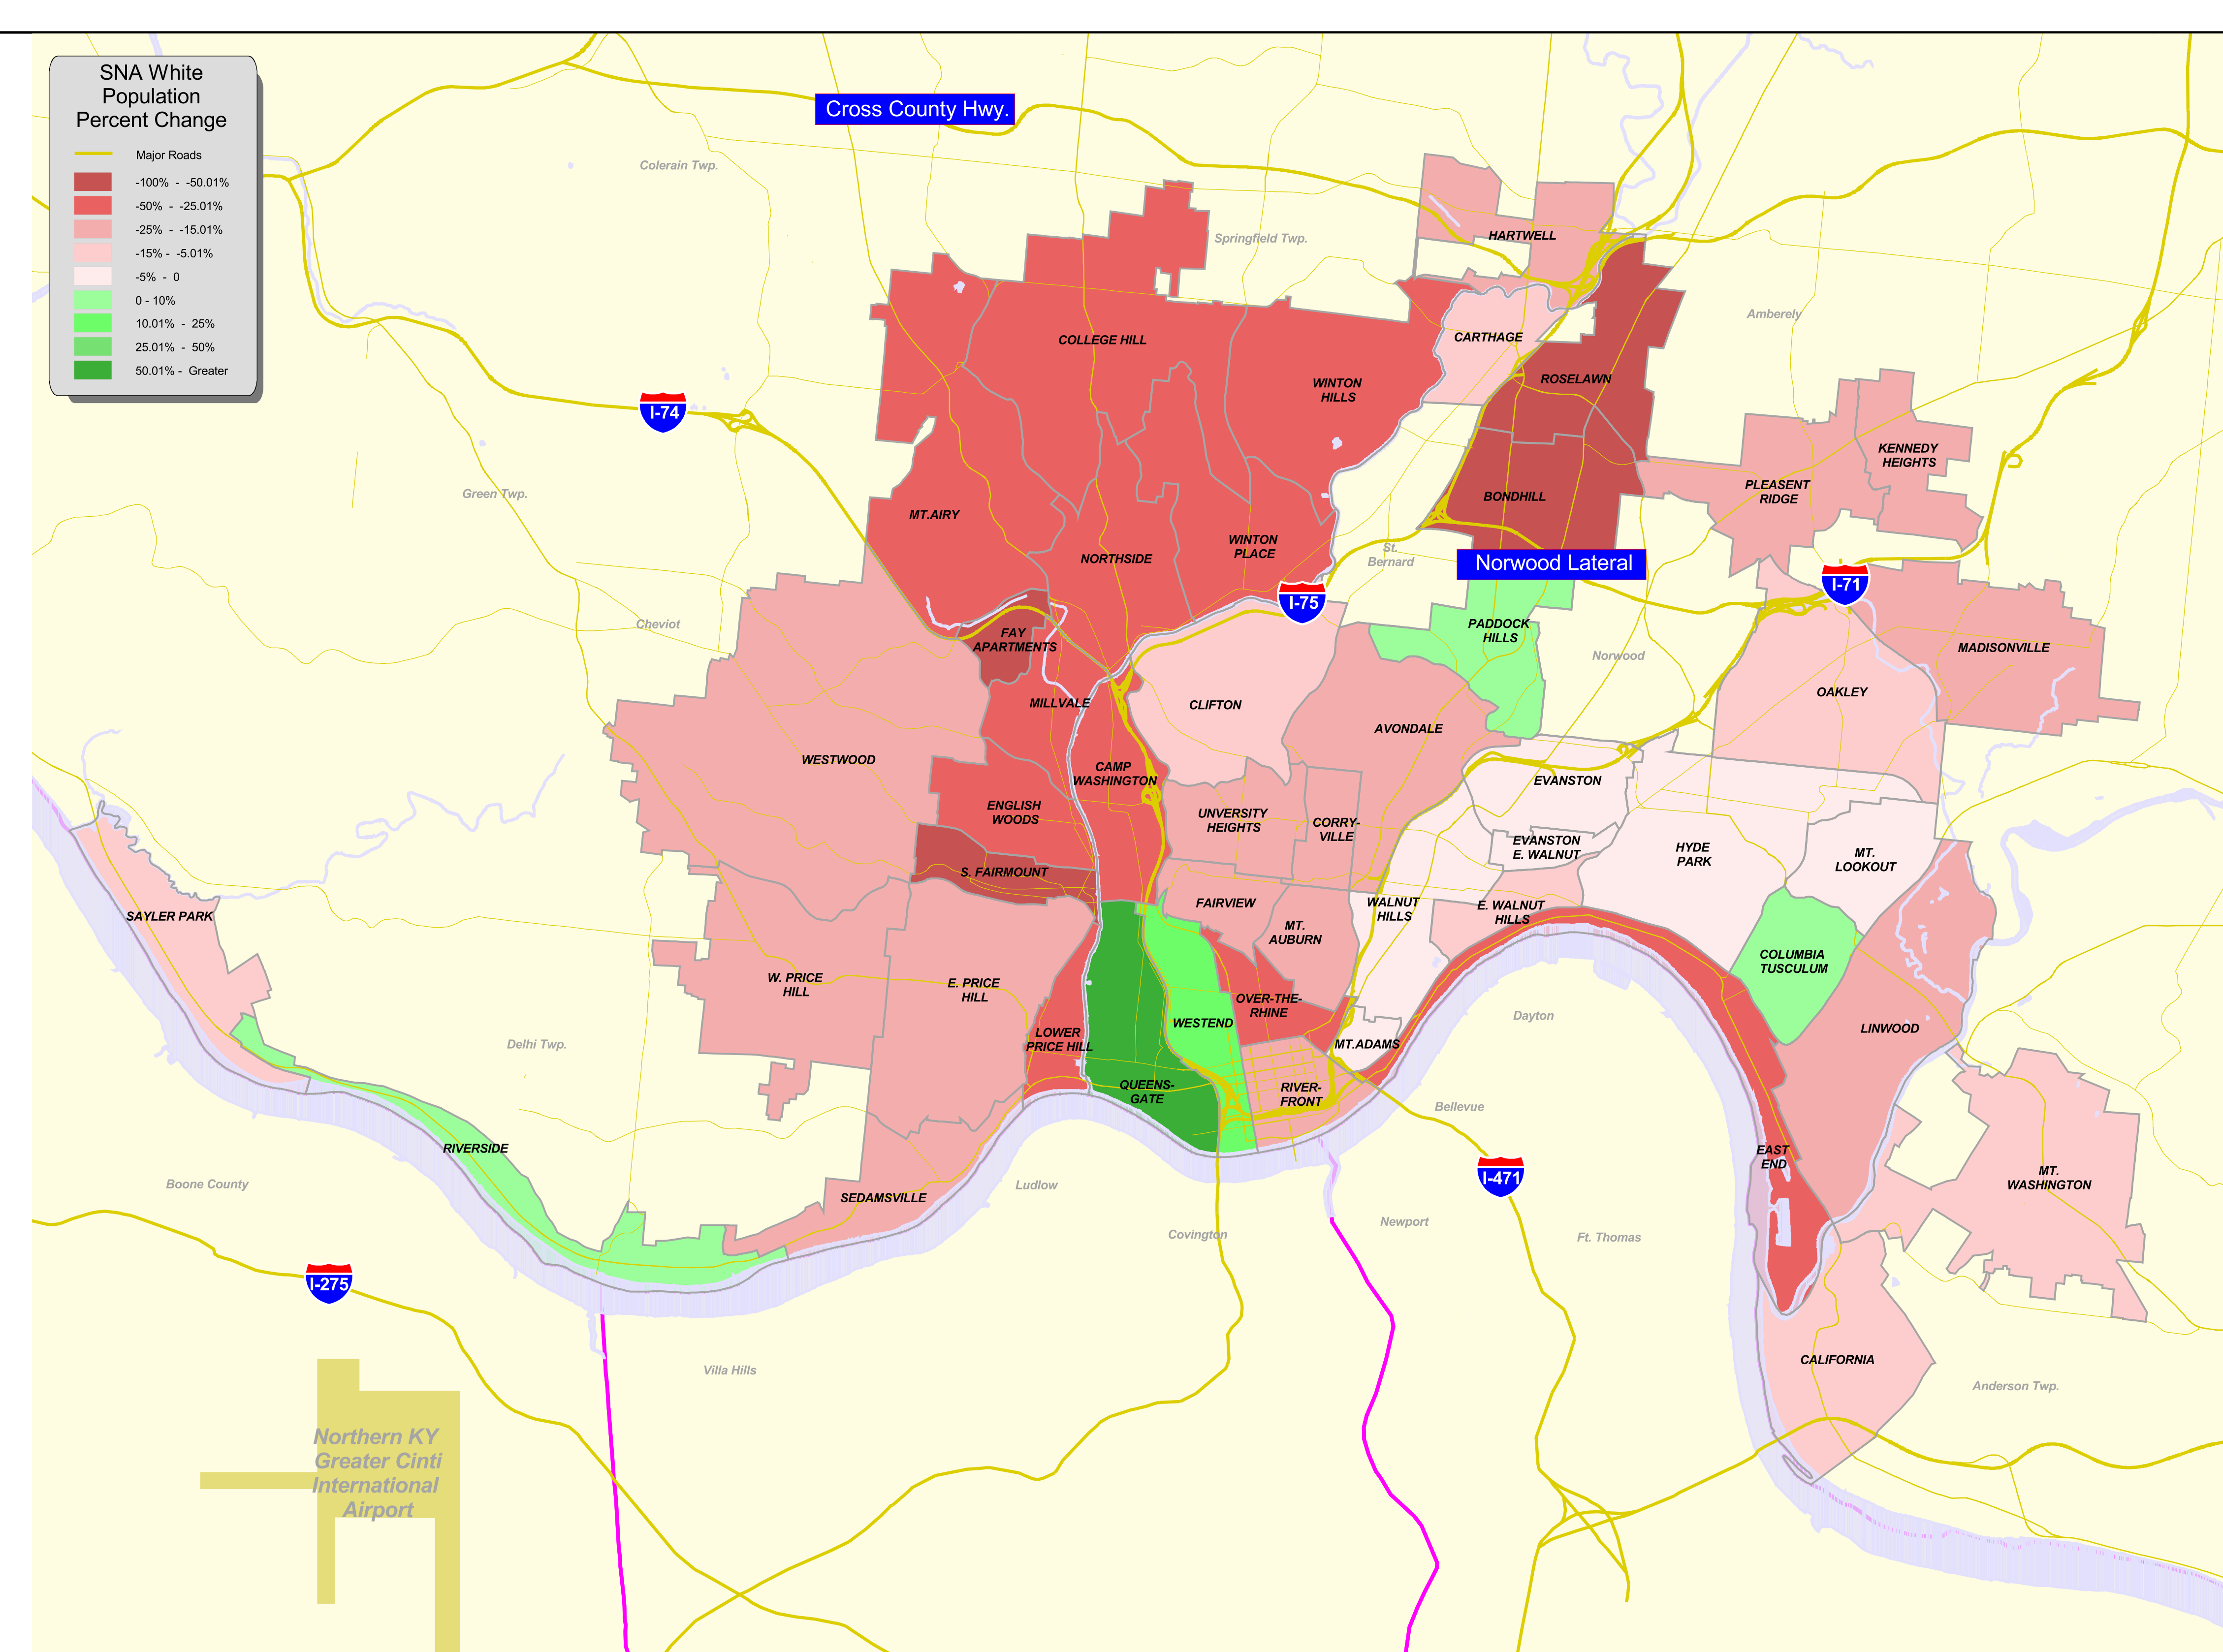 SNA White
Population
Percent Change
Major Roads
-100% - -50.01%
-50% - -25.01%
-25% - -15.01%
-15% - -5.01%
-5% - 0
0 - 10%
10.01% - 25%
25.01% - 50%
50.01% - Greater
Cross County Hwy.
Colerain Twp.
Springfield Twp.
HARTWELL
Amberely
CARTHAGE
COLLEGE HILL
ROSELAWN
WINTON
HILLS
I-74
KENNEDY
HEIGHTS
PLEASENT
RIDGE
Green Twp.
BONDHILL
MT.AIRY
NORTHSIDE
WINTON
PLACE
St.
Bernard
Norwood Lateral
I-75
I-71
Cheviot
FAY
APARTMENTS
PADDOCK
HILLS
Norwood
MADISONVILLE
OAKLEY
MILLVALE
CLIFTON
AVONDALE
WESTWOOD
CAMP
WASHINGTON
EVANSTON
ENGLISH
WOODS
UNVERSITY
HEIGHTS
CORRY-
VILLE
EVANSTON
E. WALNUT
HYDE
PARK
MT.
LOOKOUT
S. FAIRMOUNT
SAYLER PARK
FAIRVIEW
WALNUT
HILLS
E. WALNUT
HILLS
MT.
AUBURN
COLUMBIA
TUSCULUM
W. PRICE
HILL
E. PRICE
HILL
OVER-THE-
RHINE
WESTEND
Dayton
LINWOOD
LOWER
PRICE HILL
MT.ADAMS
Delhi Twp.
QUEENS-
GATE
RIVER-
FRONT
Bellevue
RIVERSIDE
EAST
END
I-471
MT.
WASHINGTON
Boone County
Ludlow
SEDAMSVILLE
Newport
Covington
Ft. Thomas
I-275
CALIFORNIA
Villa Hills
Anderson Twp.
Northern KY
Greater Cinti
International
Airport